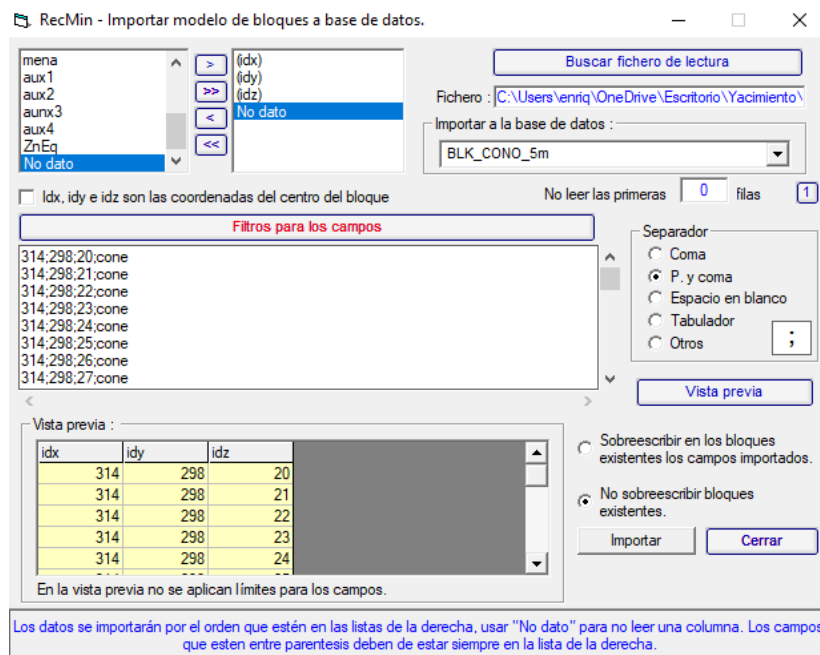 RecMin - Importar modelo de bloques a base de datos.
mena
aux1
aux2
aunx3
aux4
ZnEq
No dato
>
>>
<
<<
(idx)
(idy)
(idz)
No dato
Buscar fichero de lectura
Fichero : C:\Users\enriq\OneDrive\Escritorio\Yacimiento\
Importar a la base de datos :
BLK_CONO_5m
Idx, idy e idz son las coordenadas del centro del bloque
No leer las primeras 0 filas 1
Filtros para los campos
314;298;20;cone
314;298;21;cone
314;298;22;cone
314;298;23;cone
314;298;24;cone
314;298;25;cone
314;298;26;cone
314;298;27;cone
Separador
Coma
P. y coma
Espacio en blanco
Tabulador
Otros ;
Vista previa
Vista previa :
idx idy idz
314 298 20
314 298 21
314 298 22
314 298 23
314 298 24
En la vista previa no se aplican límites para los campos.
Sobreescribir en los bloques
existentes los campos importados.
No sobreescribir bloques
existentes.
Importar Cerrar
Los datos se importarán por el orden que estén en las listas de la derecha, usar "No dato" para no leer una columna. Los campos
que esten entre parentesis deben de estar siempre en la lista de la derecha.